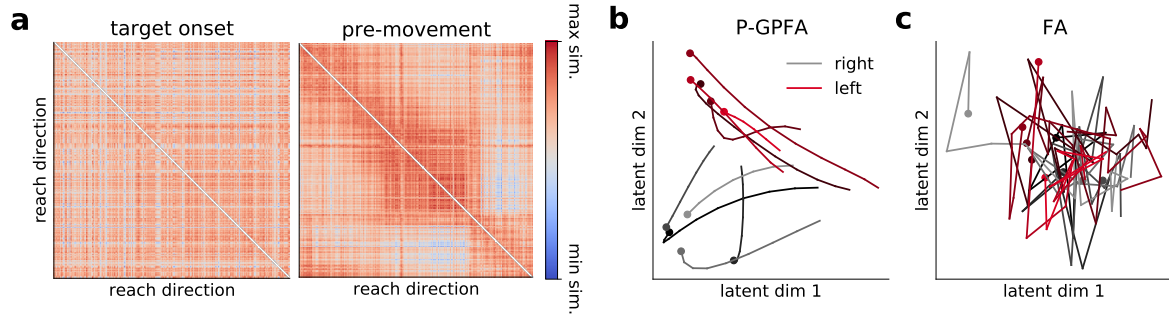 a
target onset
pre-movement
reach direction
reach direction
reach direction
max sim.
min sim.
b
P-GPFA
right
left
latent dim 2
latent dim 1
c
FA
latent dim 2
latent dim 1